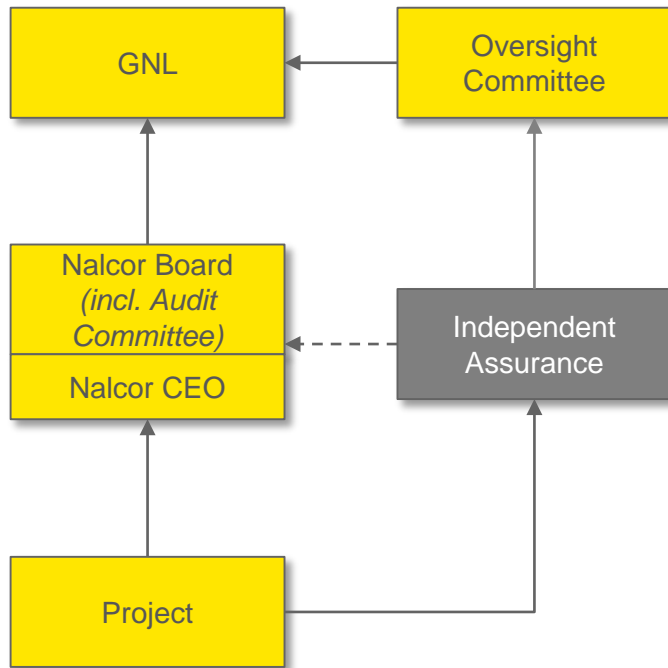 GNL
Oversight
Committee
Nalcor Board
(incl. Audit
Committee)
Nalcor CEO
Independent
Assurance
Project